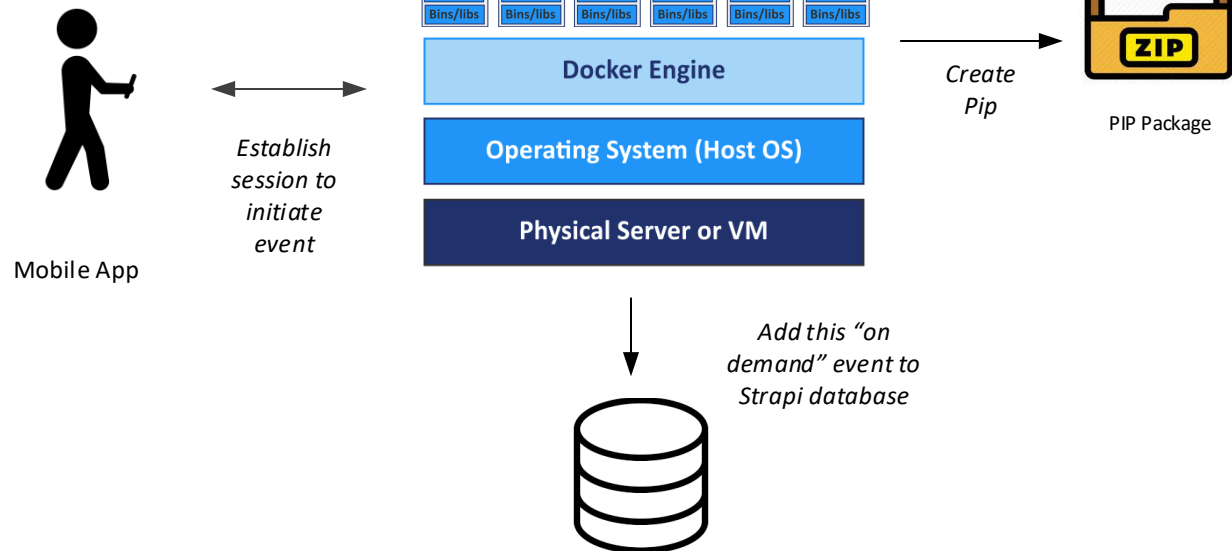 Bins/libs Bins/libs Bins/libs Bins/libs Bins/libs Bins/libs
Docker Engine
Operating System (Host OS)
Physical Server or VM
Establish
session to
initiate
event
Mobile App
Create
Pip
ZIP
PIP Package
Add this “on
demand” event to
Strapi database